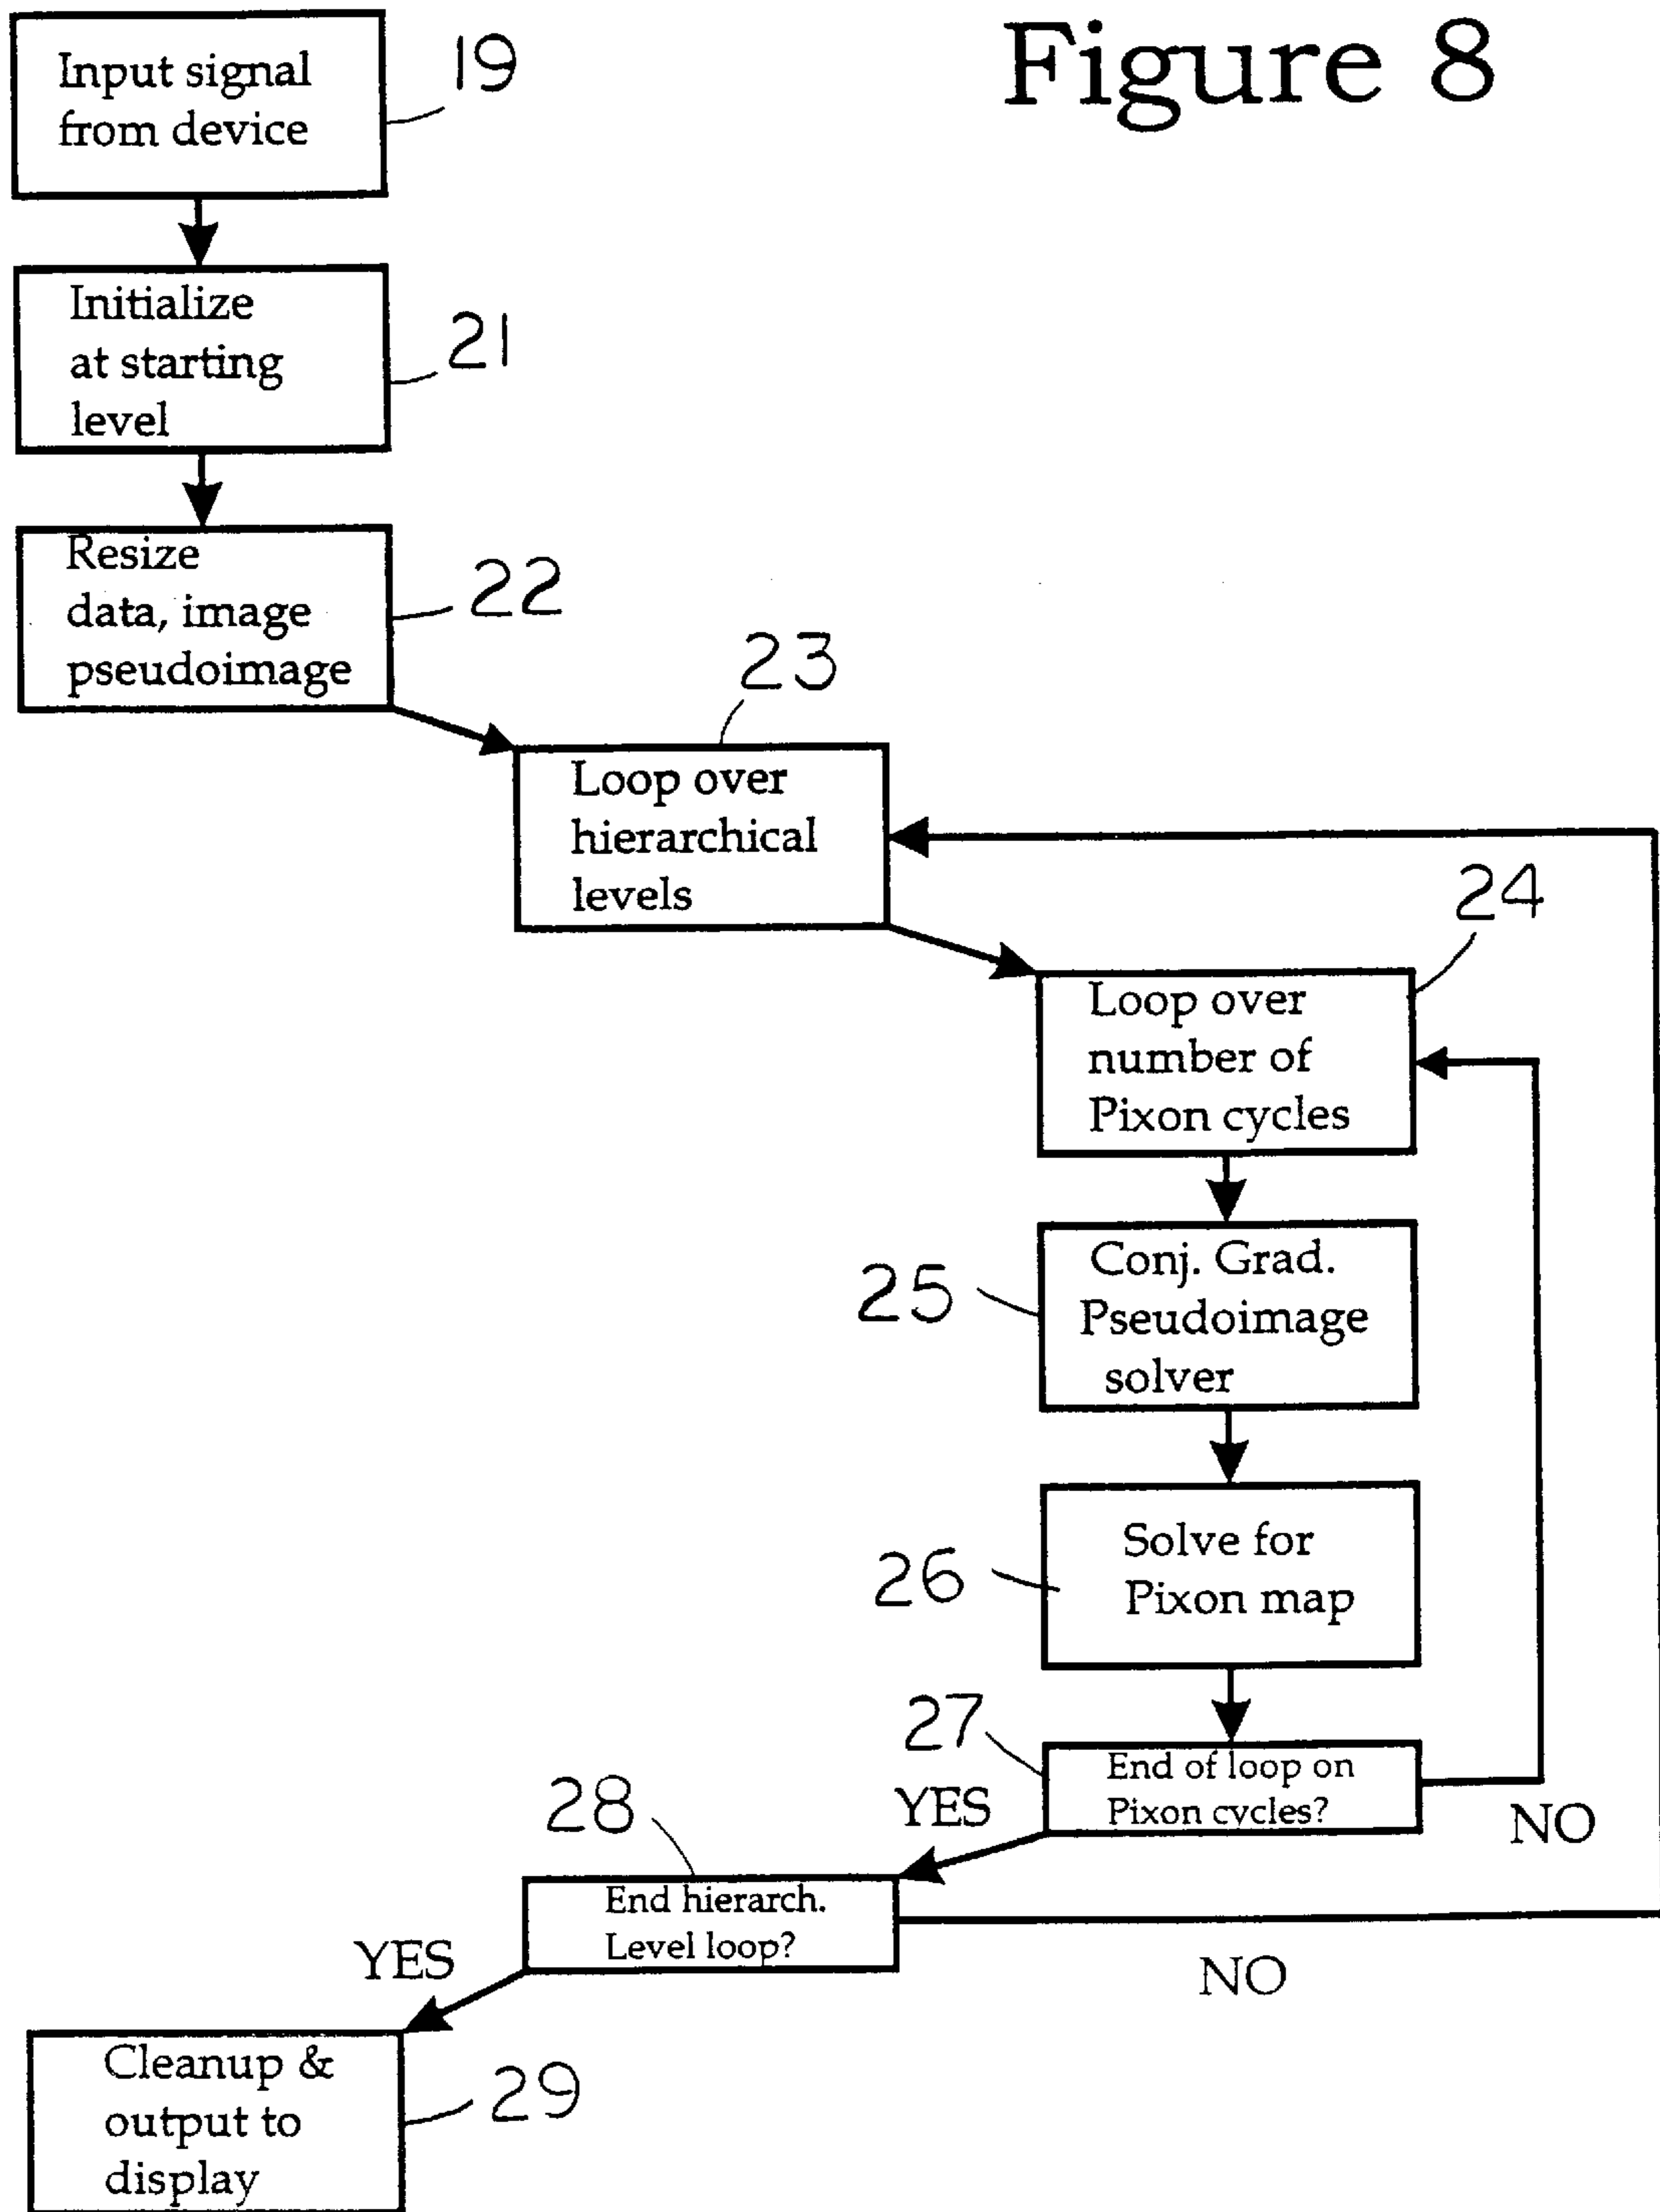 Figure 8
Input signal
from device
19
Initialize
at starting
level
21
Resize
data, image
pseudoimage
22
23
Loop over
hierarchical
levels
24
Loop over
number of
Pixon cycles
25
Conj. Grad.
Pseudoimage
solver
26
Solve for
Pixon map
27
End of loop on
Pixon cycles?
YES
NO
28
End hierarch.
Level loop?
YES
NO
Cleanup &
output to
display
29